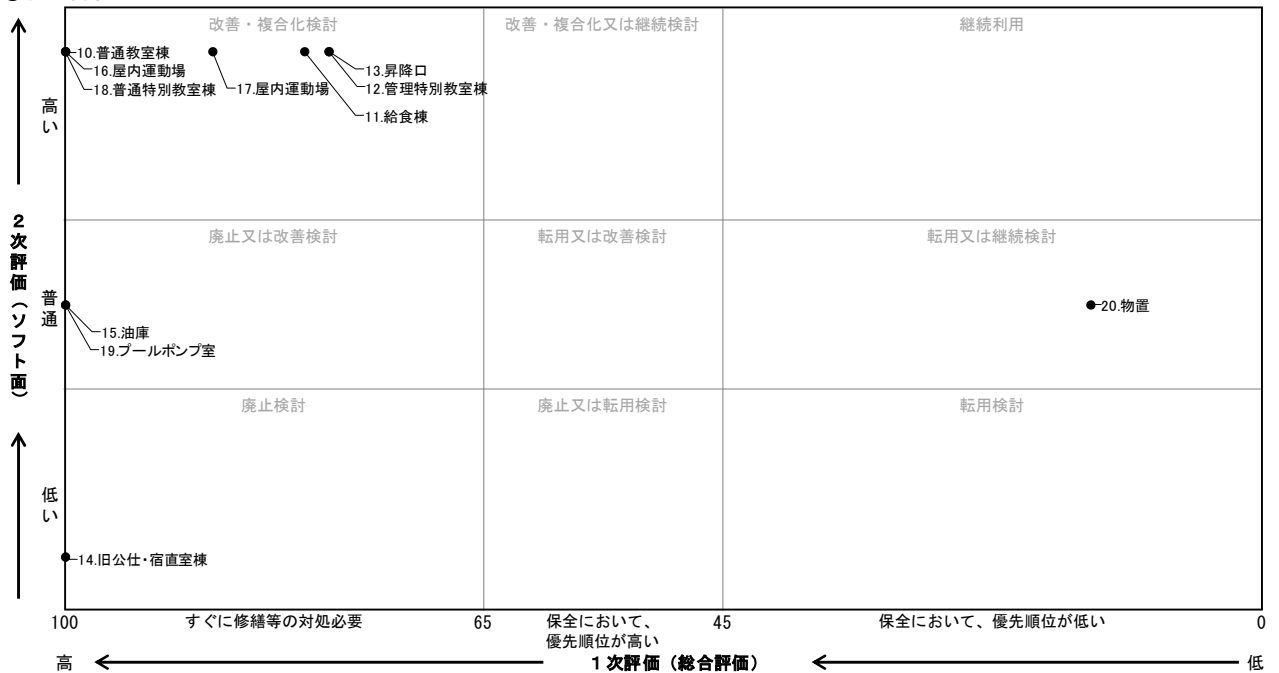 改善・複合化検討
改善・複合化又は継続検討
継続利用
10.普通教室棟
16.屋内運動場
18.普通特別教室棟
17.屋内運動場
13.昇降口
12.管理特別教室棟
11.給食棟
高い
廃止又は改善検討
転用又は改善検討
転用又は継続検討
2次評価（ソフト面）
普通
15.油庫
19.プールポンプ室
20.物置
廃止検討
廃止又は転用検討
転用検討
低い
14.旧公仕・宿直室棟
100
すぐに修繕等の対処必要
65
保全において、
優先順位が高い
45
保全において、優先順位が低い
0
高
1次評価（総合評価）
低